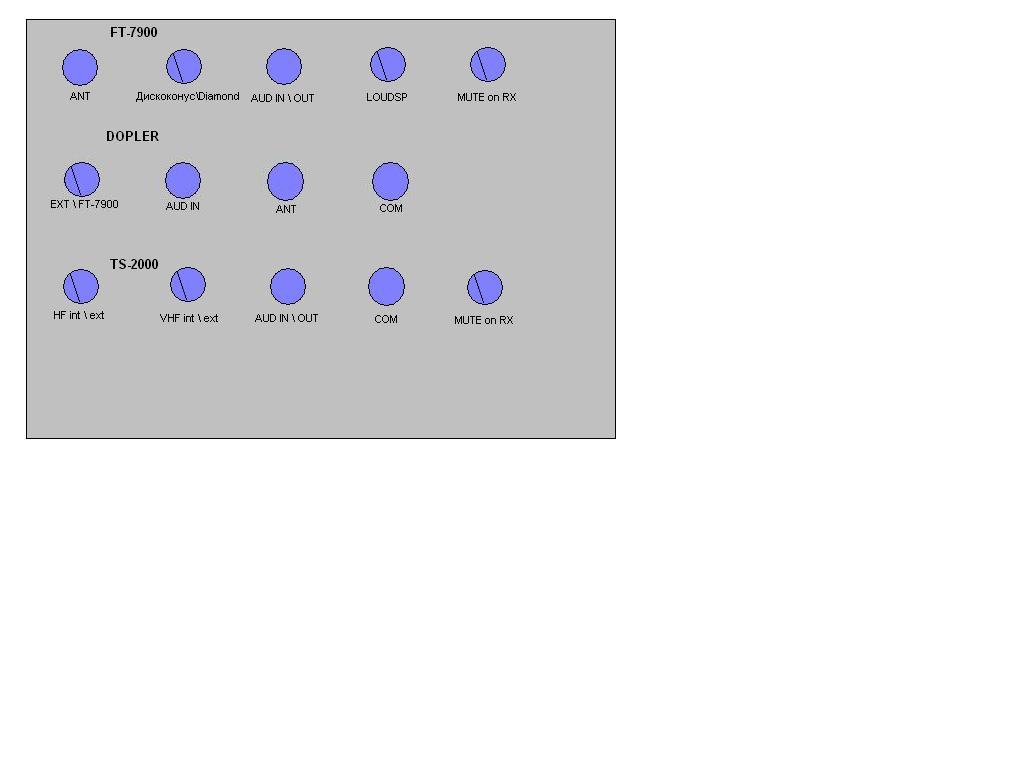 FT-7900
ANT
Дискоконус\Diamond
AUD IN \ OUT
LOUDSP
MUTE on RX
DOPLER
EXT \ FT-7900
AUD IN
ANT
COM
TS-2000
HF int \ ext
VHF int \ ext
AUD IN \ OUT
COM
MUTE on RX